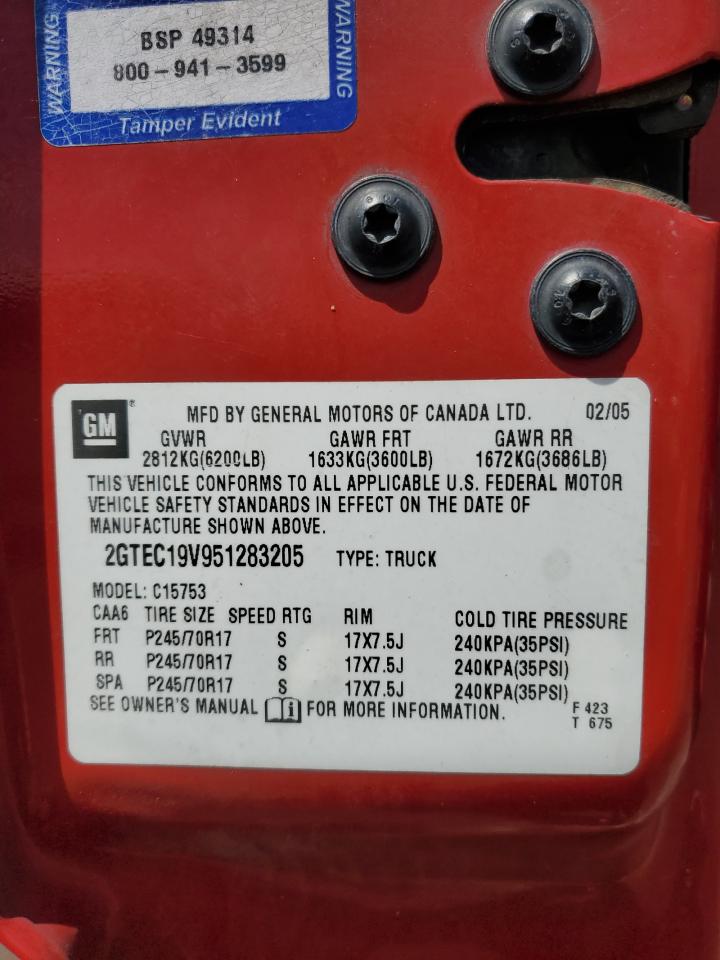 WARNING
BSP 49314
800-941-3599
WARNING
Tamper Evident
GM®
MFD BY GENERAL MOTORS OF CANADA LTD. 02/05
GVWR GAWR FRT GAWR RR
2812KG(6200LB) 1633KG(3600LB) 1672KG(3686LB)
THIS VEHICLE CONFORMS TO ALL APPLICABLE U.S. FEDERAL MOTOR
VEHICLE SAFETY STANDARDS IN EFFECT ON THE DATE OF
MANUFACTURE SHOWN ABOVE.
2GTEC19V951283205 TYPE: TRUCK
MODEL: C15753
CAA6 TIRE SIZE SPEED RTG RIM COLD TIRE PRESSURE
FRT P245/70R17 S 17X7.5J 240KPA(35PSI)
RR P245/70R17 S 17X7.5J 240KPA(35PSI)
SPA P245/70R17 S 17X7.5J 240KPA(35PSI)
SEE OWNER'S MANUAL FOR MORE INFORMATION.
F 423
T 675